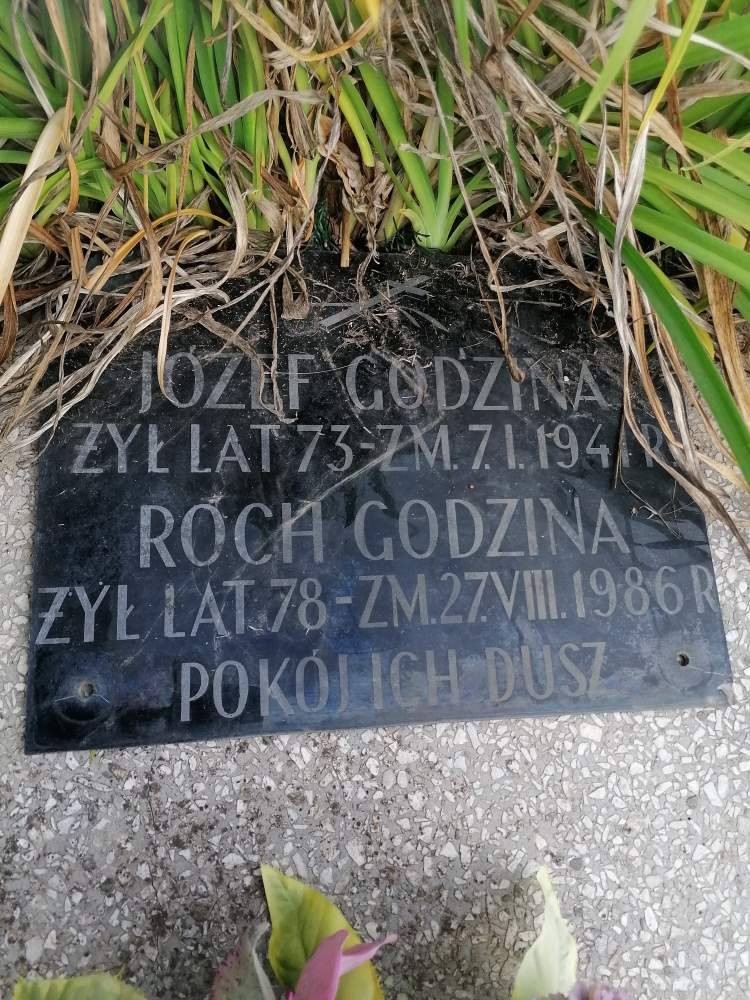 JÓZEF GODZINA
ŻYŁ LAT 73-ZM. 7. I. 1941 R.
ROCH GODZINA
ŻYŁ LAT 78-ZM. 27. VIII. 1986 R
POKÓJ ICH DUSZ